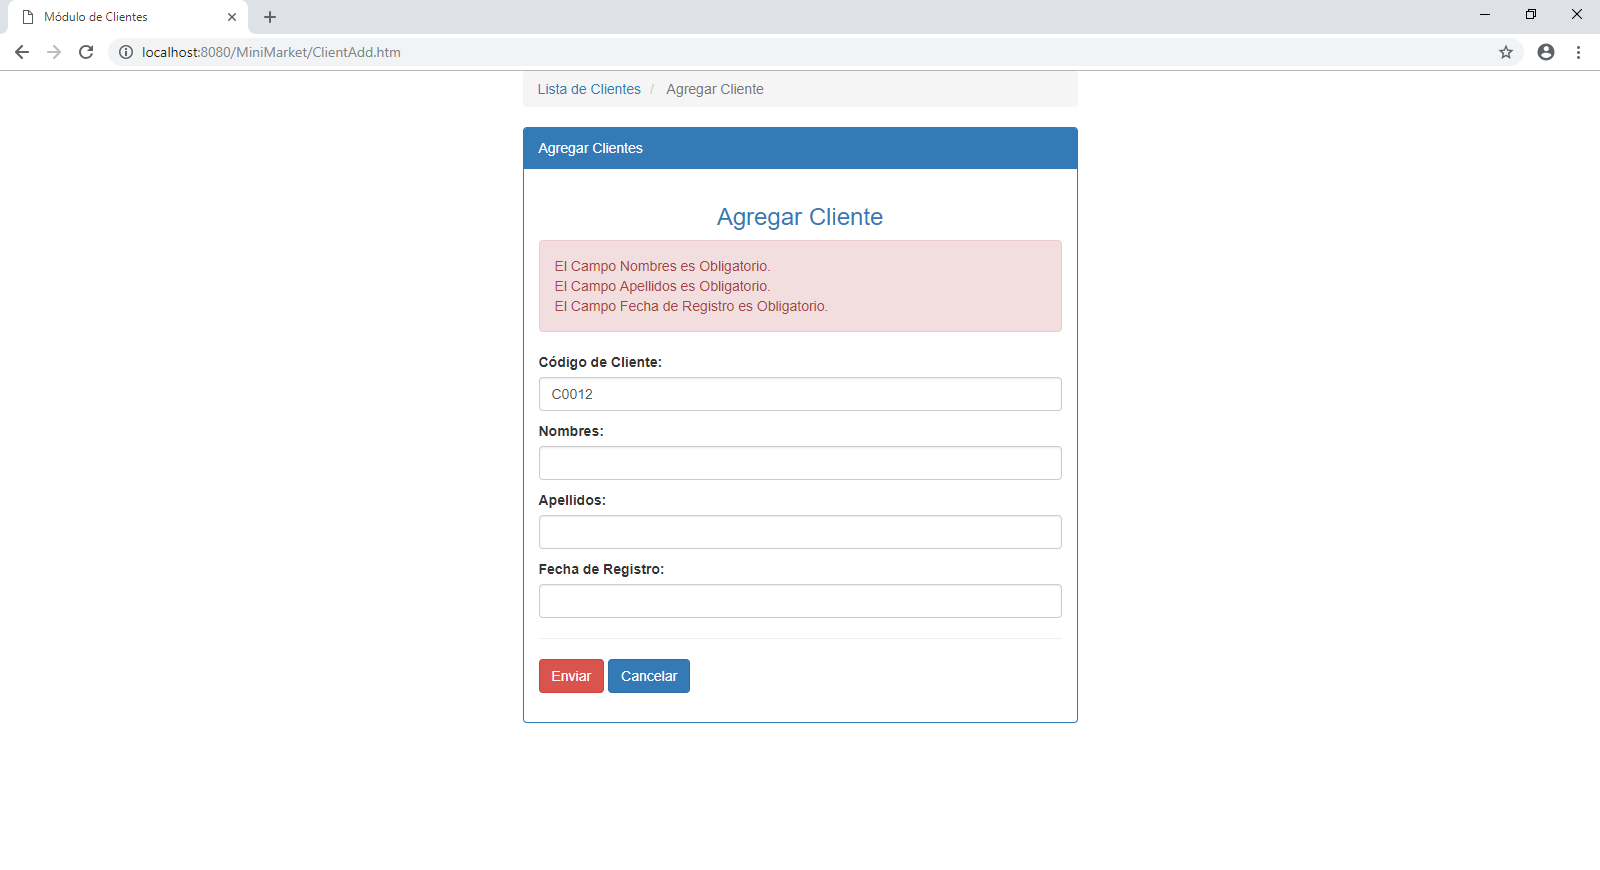 Módulo de Clientes
localhost:8080/MiniMarket/ClientAdd.htm
Lista de Clientes / Agregar Cliente
Agregar Clientes
Agregar Cliente
El Campo Nombres es Obligatorio.
El Campo Apellidos es Obligatorio.
El Campo Fecha de Registro es Obligatorio.
Código de Cliente:
C0012
Nombres:
Apellidos:
Fecha de Registro:
Enviar Cancelar